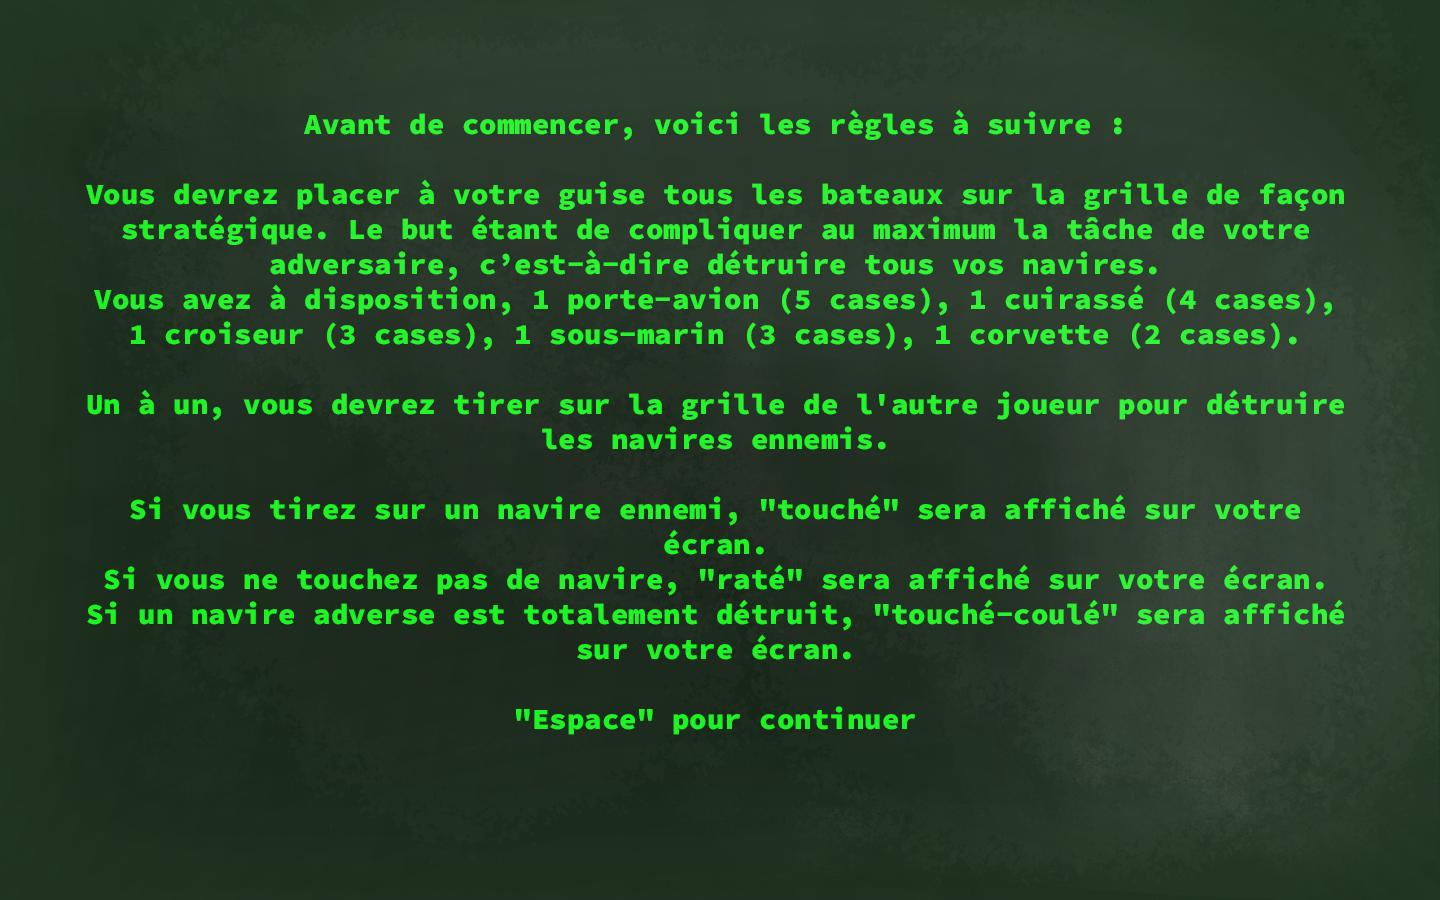 Avant de commencer, voici les règles à suivre :
Vous devrez placer à votre guise tous les bateaux sur la grille de façon
stratégique. Le but étant de compliquer au maximum la tâche de votre
adversaire, c’est-à-dire détruire tous vos navires.
Vous avez à disposition, 1 porte-avion (5 cases), 1 cuirassé (4 cases),
1 croiseur (3 cases), 1 sous-marin (3 cases), 1 corvette (2 cases).
Un à un, vous devrez tirer sur la grille de l'autre joueur pour détruire
les navires ennemis.
Si vous tirez sur un navire ennemi, "touché" sera affiché sur votre
écran.
Si vous ne touchez pas de navire, "raté" sera affiché sur votre écran.
Si un navire adverse est totalement détruit, "touché-coulé" sera affiché
sur votre écran.
"Espace" pour continuer